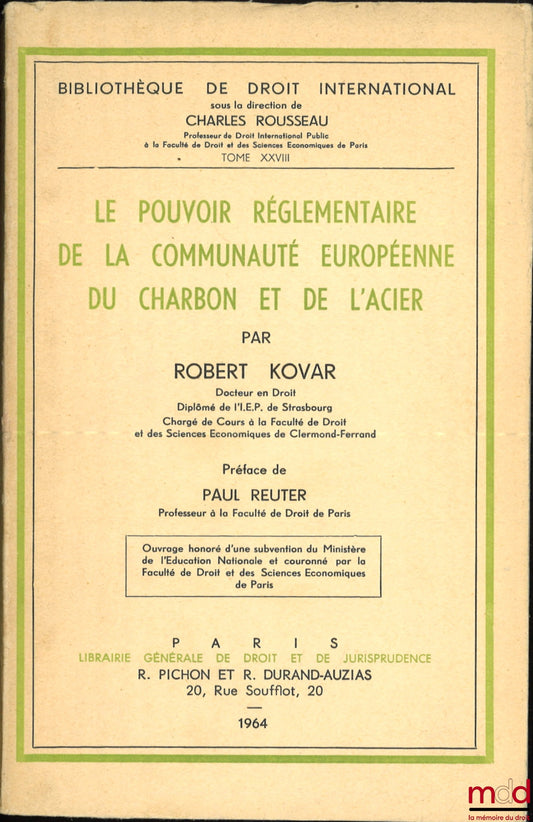 BIBLIOTHÈQUE DE DROIT INTERNATIONAL
sous la direction de
CHARLES ROUSSEAU
Professeur de Droit International Public
à la Faculté de Droit et des Sciences Economiques de Paris
TOME XXVIII
LE POUVOIR RÉGLEMENTAIRE
DE LA COMMUNAUTÉ EUROPÉENNE
DU CHARBON ET DE L'ACIER
PAR
ROBERT KOVAR
Docteur en Droit
Diplômé de l'I.E.P. de Strasbourg
Chargé de Cours à la Faculté de Droit
et des Sciences Economiques de Clermond-Ferrand
Préface de
PAUL REUTER
Professeur à la Faculté de Droit de Paris
Ouvrage honoré d'une subvention du Ministère
de l'Education Nationale et couronné par la
Faculté de Droit et des Sciences Economiques
de Paris
PARIS
LIBRAIRIE GÉNÉRALE DE DROIT ET DE JURISPRUDENCE
R. PICHON ET R. DURAND-AUZIAS
20, Rue Soufflot, 20
—
1964
mdd
la mémoire du droit